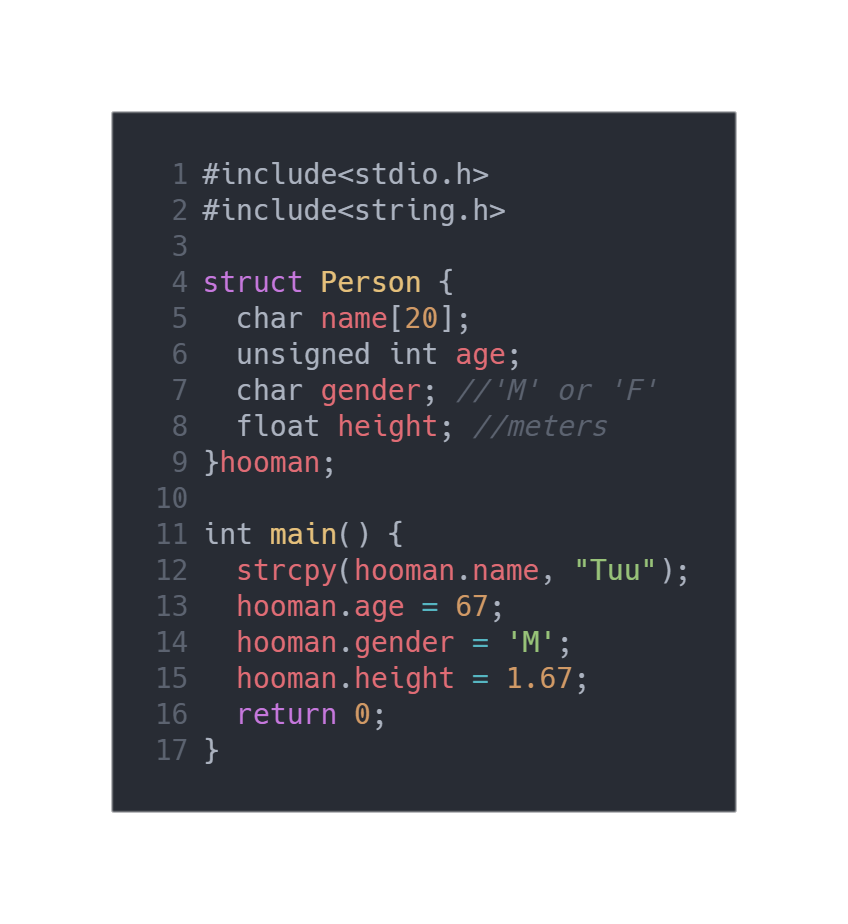 1 #include<stdio.h>
2 #include<string.h>
3
4 struct Person {
5   char name[20];
6   unsigned int age;
7   char gender; //'M' or 'F'
8   float height; //meters
9 }hooman;
10
11 int main() {
12   strcpy(hooman.name, "Tuu");
13   hooman.age = 67;
14   hooman.gender = 'M';
15   hooman.height = 1.67;
16   return 0;
17 }